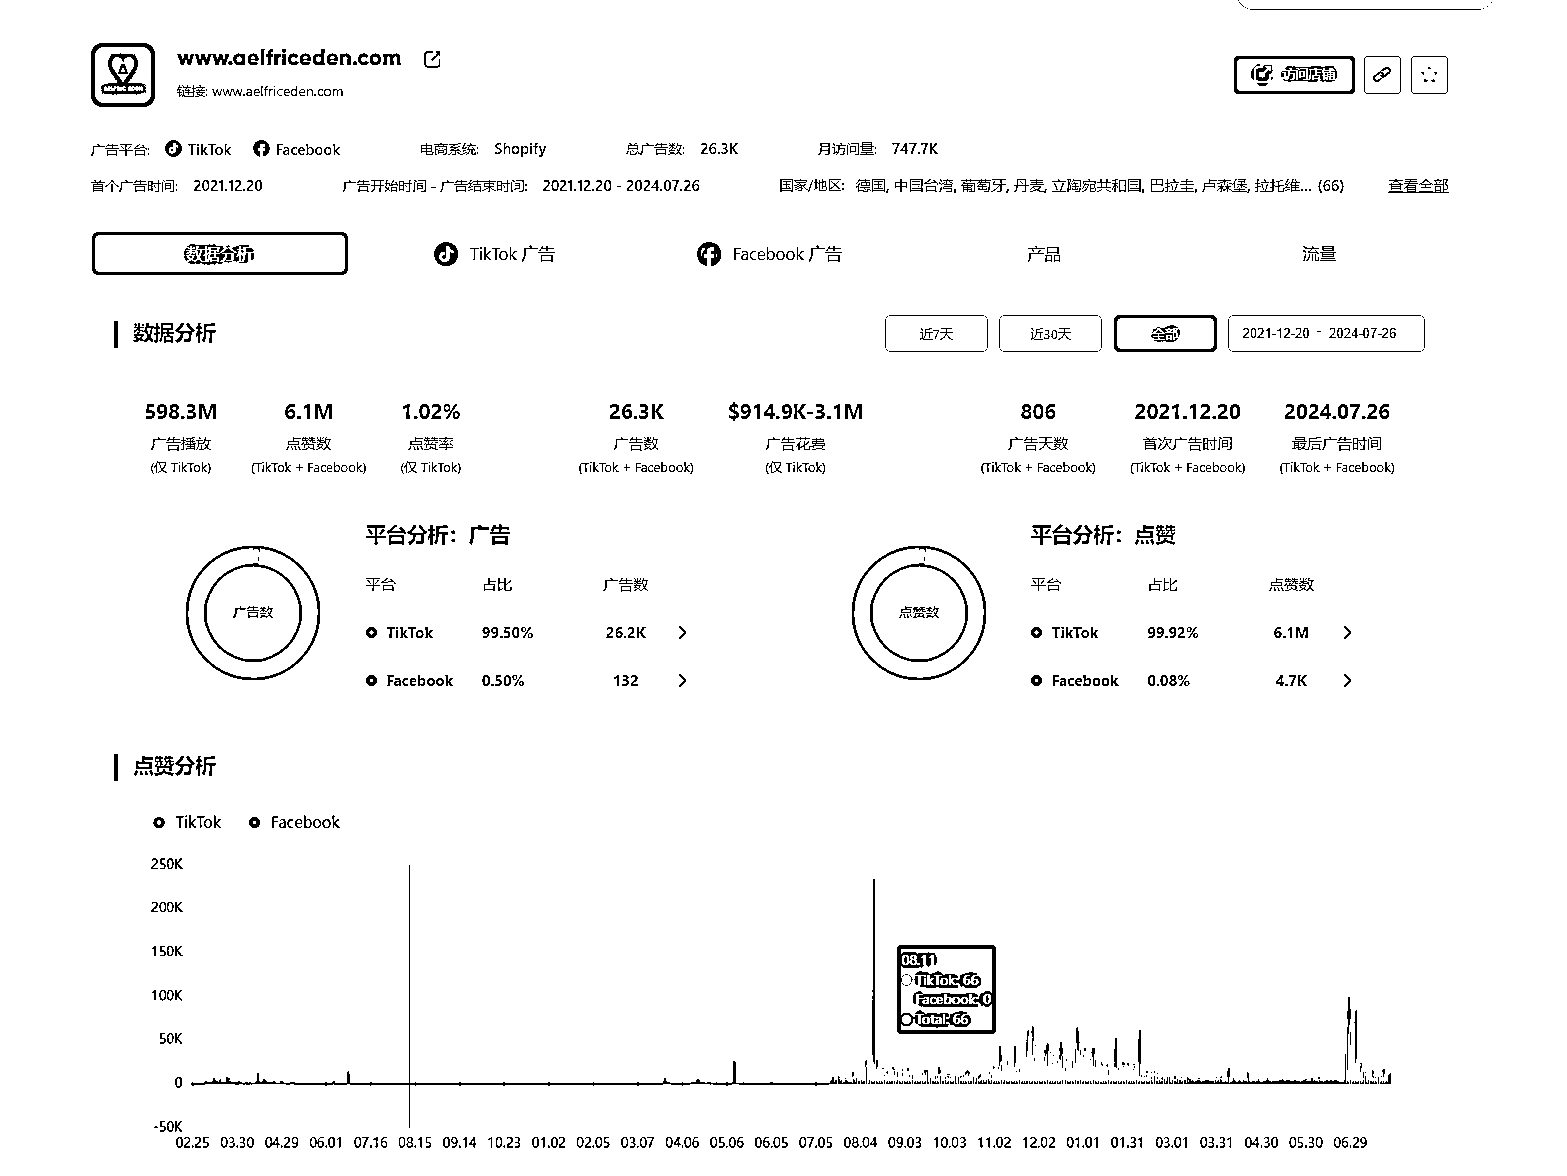 www.aelfriceden.com
链接: www.aelfriceden.com
访问店铺
广告平台: TikTok Facebook 电商系统: Shopify 总广告数: 26.3K 月访问量: 747.7K
首个广告时间: 2021.12.20 广告开始时间 - 广告结束时间: 2021.12.20 - 2024.07.26 国家/地区: 德国, 中国台湾, 葡萄牙, 丹麦, 立陶宛共和国, 巴拉圭, 卢森堡, 拉托维... (66) 查看全部
数据分析 TikTok 广告 Facebook 广告 产品 流量
数据分析 近7天 近30天 全部 2021-12-20 - 2024-07-26
598.3M 6.1M 1.02% 26.3K $914.9K-3.1M 806 2021.12.20 2024.07.26
广告播放 点赞数 点赞率 广告数 广告花费 广告天数 首次广告时间 最后广告时间
(仅 TikTok) (TikTok + Facebook) (仅 TikTok) (TikTok + Facebook) (仅 TikTok) (TikTok + Facebook) (TikTok + Facebook) (TikTok + Facebook)
平台分析：广告
平台 占比 广告数
广告数
TikTok 99.50% 26.2K
Facebook 0.50% 132
平台分析：点赞
平台 占比 点赞数
点赞数
TikTok 99.92% 6.1M
Facebook 0.08% 4.7K
点赞分析
TikTok Facebook
250K
200K
150K
100K
50K
0
-50K
08.11
TikTok: 66
Facebook: 0
Total: 66
02.25 03.30 04.29 06.01 07.16 08.15 09.14 10.23 01.02 02.05 03.07 04.06 05.06 06.05 07.05 08.04 09.03 10.03 11.02 12.02 01.01 01.31 03.01 03.31 04.30 05.30 06.29